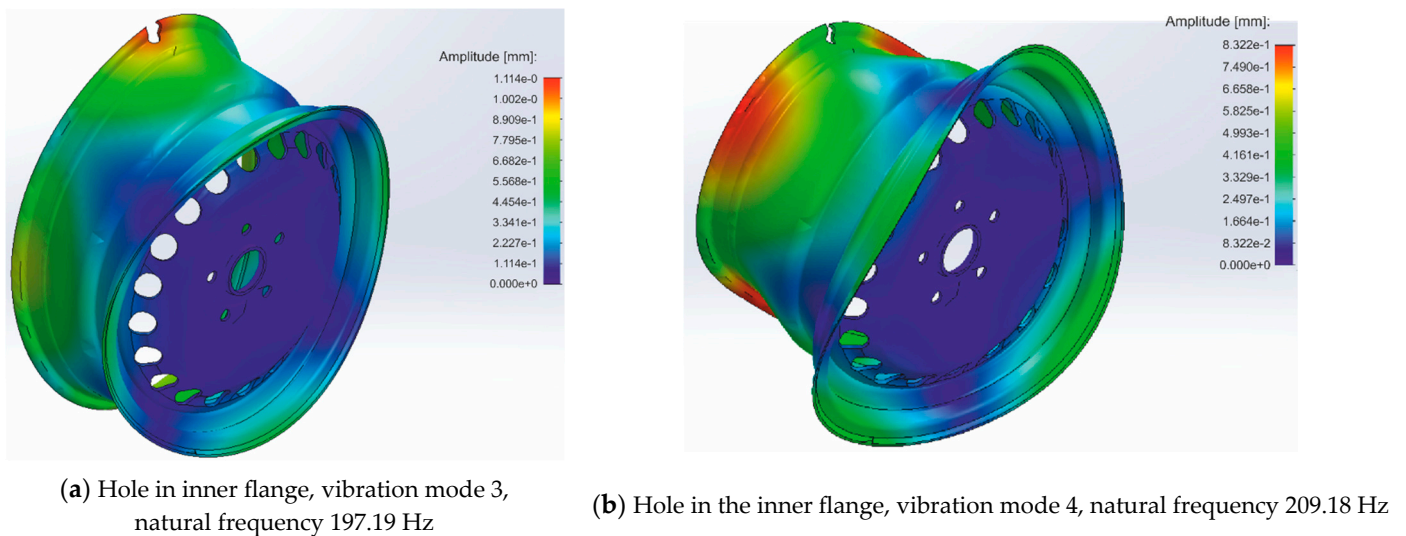 Amplitude [mm]:
1.114e-0
1.002e-0
8.909e-1
7.795e-1
6.682e-1
5.568e-1
4.454e-1
3.341e-1
2.227e-1
1.114e-1
0.000e+0
(a) Hole in inner flange, vibration mode 3,
natural frequency 197.19 Hz
Amplitude [mm]:
8.322e-1
7.490e-1
6.658e-1
5.825e-1
4.993e-1
4.161e-1
3.329e-1
2.497e-1
1.664e-1
8.322e-2
0.000e+0
(b) Hole in the inner flange, vibration mode 4, natural frequency 209.18 Hz